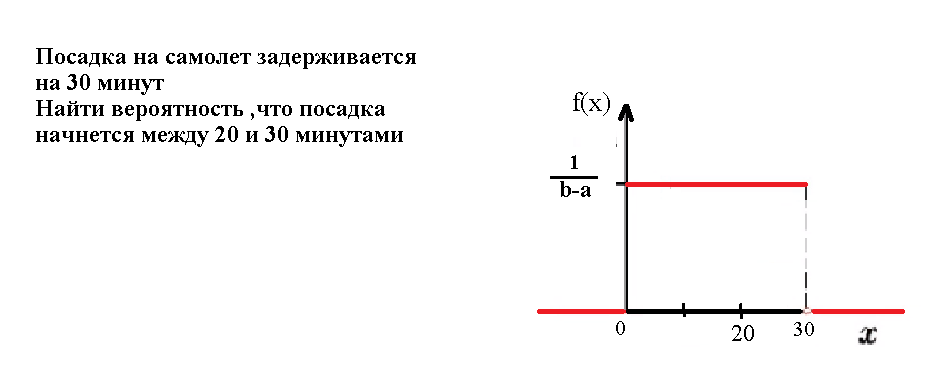 Посадка на самолет задерживается
на 30 минут
Найти вероятность ,что посадка
начнется между 20 и 30 минутами
f(x)
1
b-a
0
20
30
x